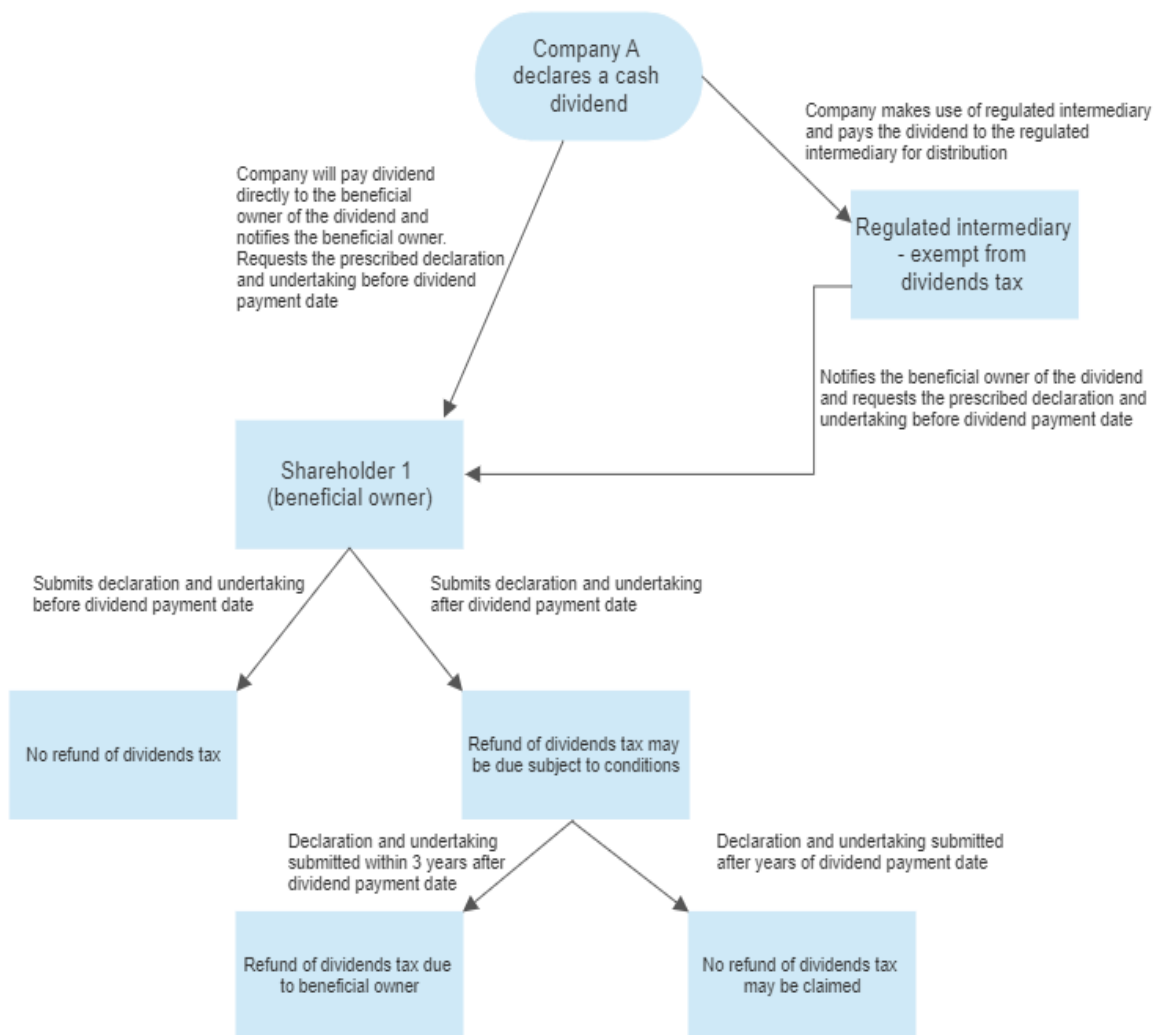 Company A
declares a cash
dividend
Company makes use of regulated intermediary
and pays the dividend to the regulated
intermediary for distribution
Company will pay dividend
directly to the beneficial
owner of the dividend and
notifies the beneficial owner.
Requests the prescribed declaration
and undertaking before dividend
payment date
Regulated intermediary
- exempt from
dividends tax
Notifies the beneficial owner of the dividend
and requests the prescribed declaration and
undertaking before dividend payment date
Shareholder 1
(beneficial owner)
Submits declaration and undertaking
before dividend payment date
Submits declaration and undertaking
after dividend payment date
No refund of dividends tax
Refund of dividends tax may
be due subject to conditions
Declaration and undertaking
submitted within 3 years after
dividend payment date
Declaration and undertaking submitted
after years of dividend payment date
Refund of dividends tax due
to beneficial owner
No refund of dividends tax
may be claimed